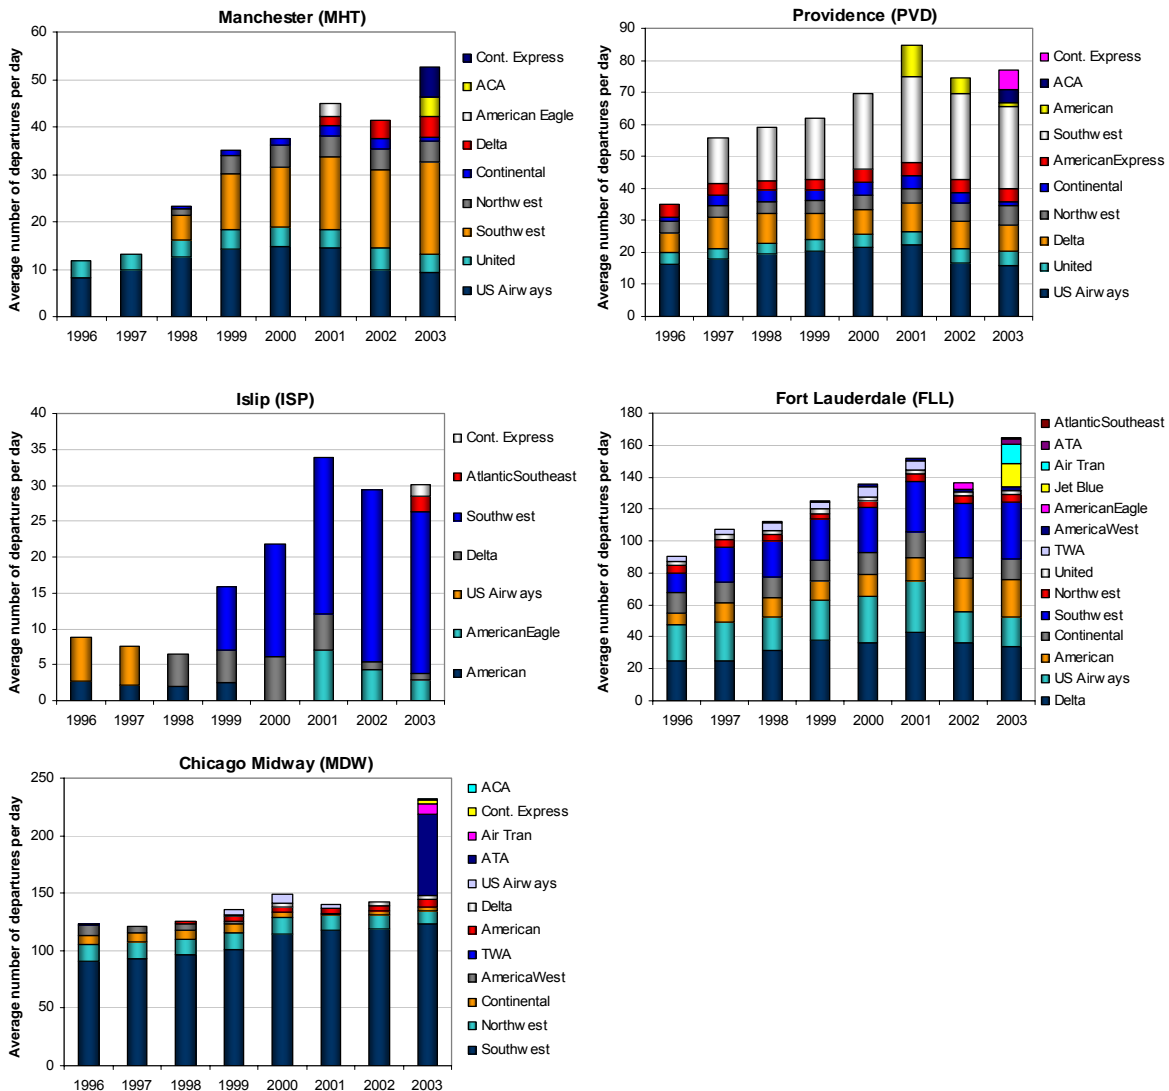 Manchester (MHT)
Average number of departures per day
60
50
40
30
20
10
0
1996 1997 1998 1999 2000 2001 2002 2003
Cont. Express
ACA
American Eagle
Delta
Continental
Northwest
Southwest
United
US Airways
Providence (PVD)
Average number of departures per day
90
80
70
60
50
40
30
20
10
0
1996 1997 1998 1999 2000 2001 2002 2003
Cont. Express
ACA
American
Southwest
AmericanExpress
Continental
Northwest
Delta
United
US Airways
Islip (ISP)
Average number of departures per day
40
35
30
25
20
15
10
5
0
1996 1997 1998 1999 2000 2001 2002 2003
Cont. Express
AtlanticSoutheast
Southwest
Delta
US Airways
AmericanEagle
American
Fort Lauderdale (FLL)
Average number of departures per day
180
160
140
120
100
80
60
40
20
0
1996 1997 1998 1999 2000 2001 2002 2003
AtlanticSoutheast
ATA
Air Tran
Jet Blue
AmericanEagle
AmericaWest
TWA
United
Northwest
Southwest
Continental
American
US Airways
Delta
Chicago Midway (MDW)
Average number of departures per day
250
200
150
100
50
0
1996 1997 1998 1999 2000 2001 2002 2003
ACA
Cont. Express
Air Tran
ATA
US Airways
Delta
American
TWA
AmericaWest
Continental
Northwest
Southwest